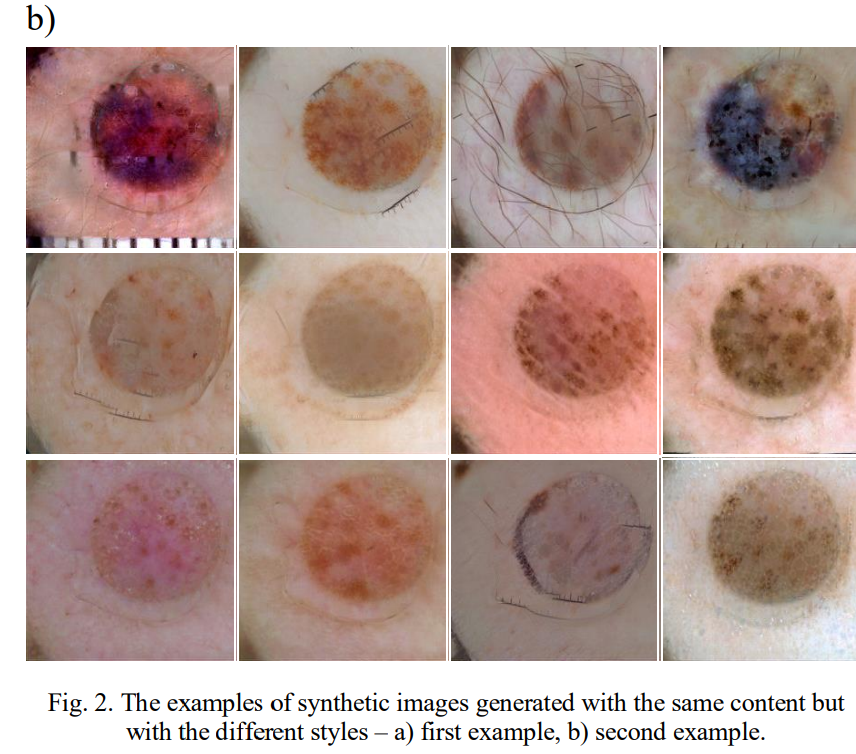 b)
Fig. 2. The examples of synthetic images generated with the same content but
with the different styles – a) first example, b) second example.